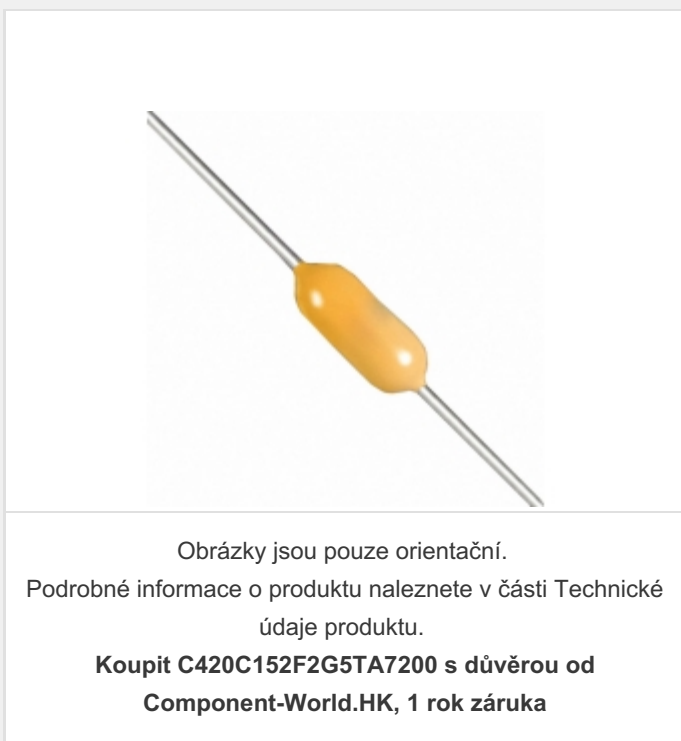 Obrázky jsou pouze orientační.
Podrobné informace o produktu naleznete v části Technické
údaje produktu.
Koupit C420C152F2G5TA7200 s důvěrou od
Component-World.HK, 1 rok záruka